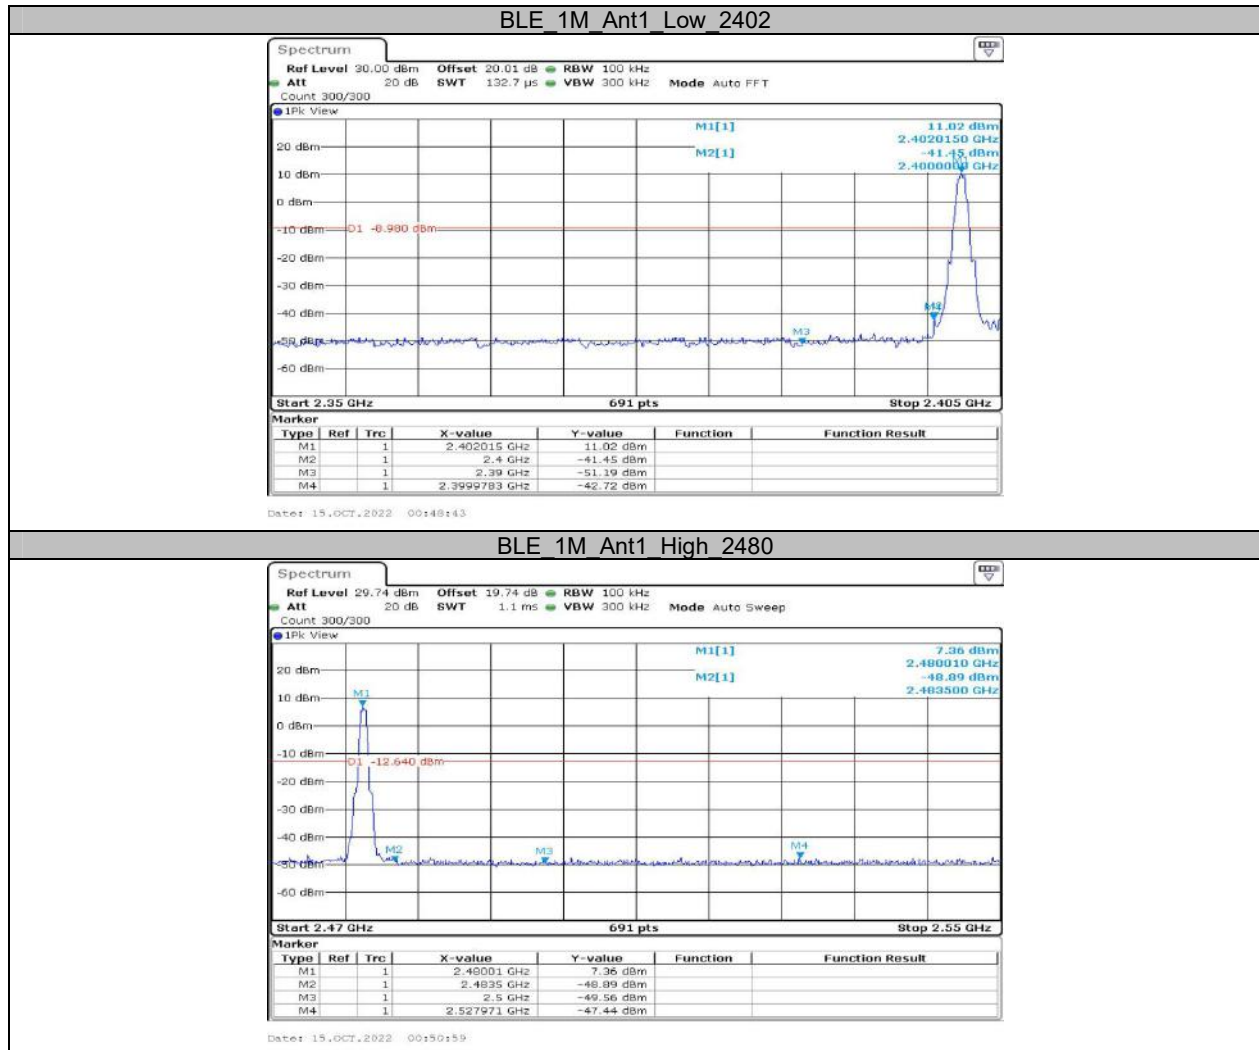 BLE_1M_Ant1_Low_2402
Spectrum
Ref Level 30.00 dBm Offset 20.01 dB RBW 100 kHz
Att 20 dB SWT 132.7 µs VBW 300 kHz Mode Auto FFT
Count 300/300
1Pk View
M1[1] 11.02 dBm
2.4020150 GHz
20 dBm
M2[1] -41.45 dBm
2.4000000 GHz
10 dBm
0 dBm
-10 dBm
D1 -8.980 dBm
-20 dBm
-30 dBm
-40 dBm
M3
-50 dBm
-60 dBm
Start 2.35 GHz 691 pts Stop 2.405 GHz
Marker
Type Ref Trc X-value Y-value Function Function Result
M1 1 2.402015 GHz 11.02 dBm
M2 1 2.4 GHz -41.45 dBm
M3 1 2.39 GHz -51.19 dBm
M4 1 2.3999783 GHz -42.72 dBm
Date: 15.OCT.2022 00:48:43
BLE_1M_Ant1_High_2480
Spectrum
Ref Level 29.74 dBm Offset 19.74 dB RBW 100 kHz
Att 20 dB SWT 1.1 ms VBW 300 kHz Mode Auto Sweep
Count 300/300
1Pk View
M1[1] 7.36 dBm
2.480010 GHz
20 dBm
M2[1] -48.89 dBm
2.483500 GHz
M1
10 dBm
0 dBm
-10 dBm
D1 -12.640 dBm
-20 dBm
-30 dBm
-40 dBm
M2 M3 M4
-50 dBm
-60 dBm
Start 2.47 GHz 691 pts Stop 2.55 GHz
Marker
Type Ref Trc X-value Y-value Function Function Result
M1 1 2.48001 GHz 7.36 dBm
M2 1 2.4835 GHz -48.89 dBm
M3 1 2.5 GHz -49.56 dBm
M4 1 2.527971 GHz -47.44 dBm
Date: 15.OCT.2022 00:50:59